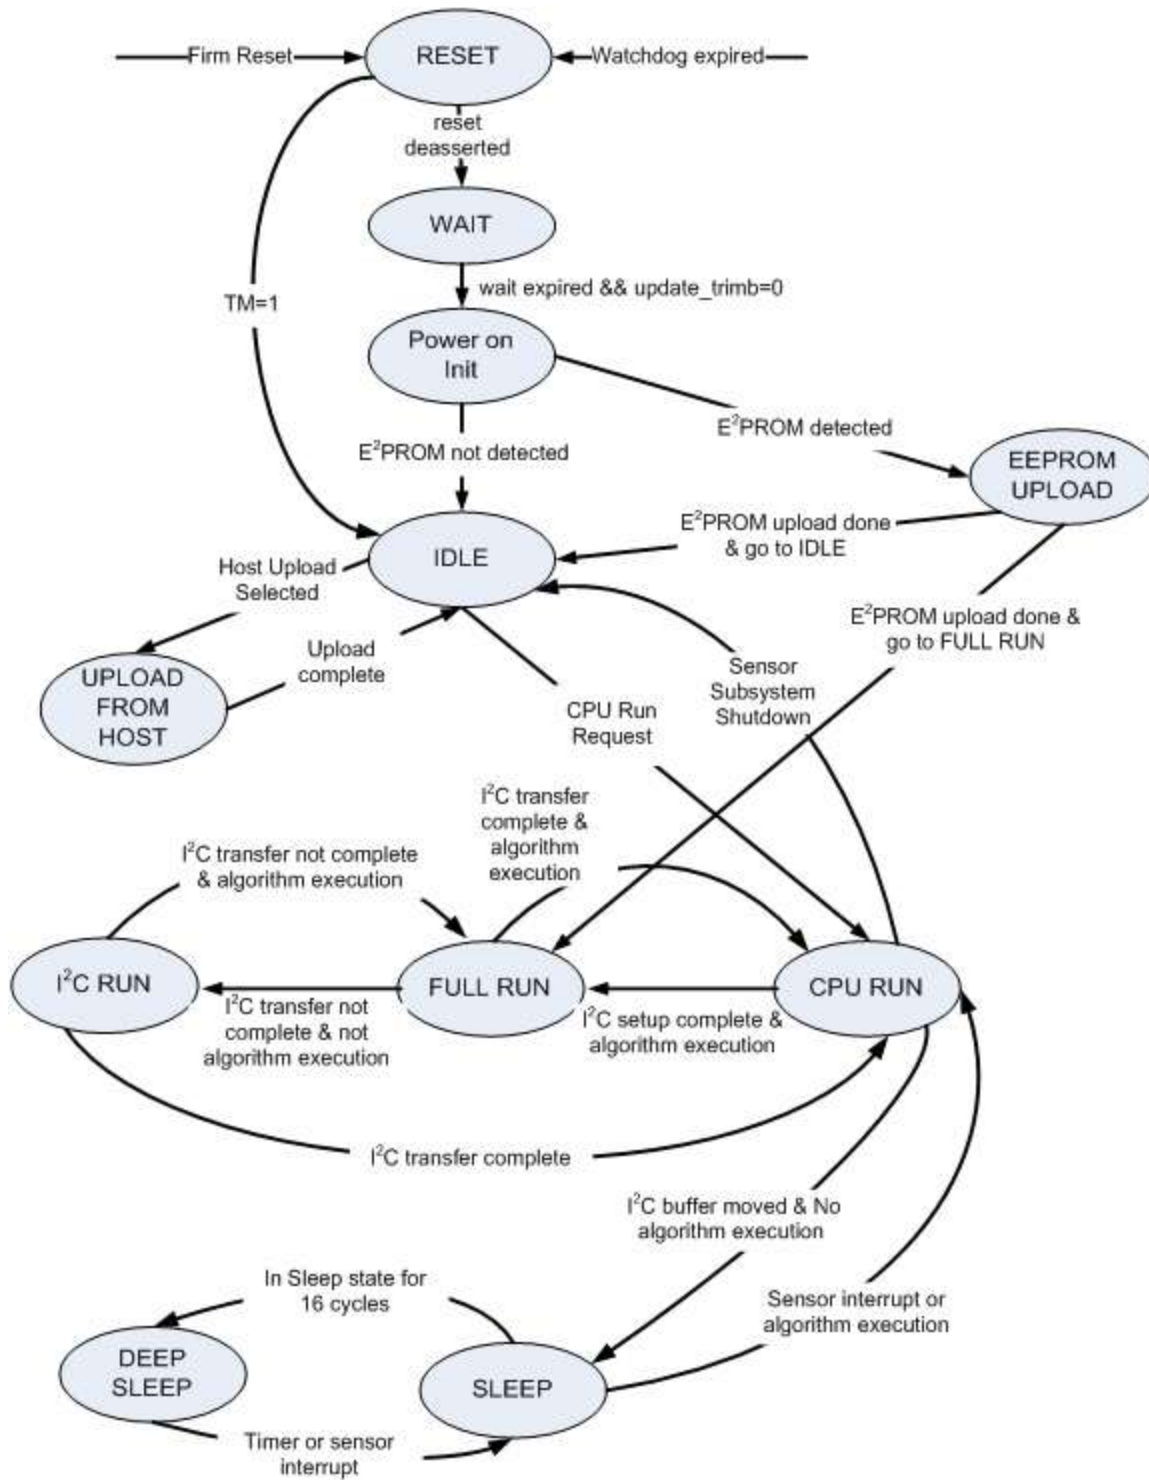 Firm Reset
RESET
Watchdog expired
reset
deasserted
WAIT
wait expired && update_trimb=0
TM=1
Power on
Init
E²PROM detected
E²PROM not detected
EEPROM
UPLOAD
E²PROM upload done
& go to IDLE
IDLE
Host Upload
Selected
E²PROM upload done &
go to FULL RUN
Upload
complete
Sensor
Subsystem
Shutdown
UPLOAD
FROM
HOST
CPU Run
Request
I²C transfer
complete &
algorithm
execution
I²C transfer not complete
& algorithm execution
I²C RUN
FULL RUN
CPU RUN
I²C transfer not
complete & not
algorithm execution
I²C setup complete &
algorithm execution
I²C transfer complete
I²C buffer moved & No
algorithm execution
In Sleep state for
16 cycles
Sensor interrupt or
algorithm execution
DEEP
SLEEP
SLEEP
Timer or sensor
interrupt